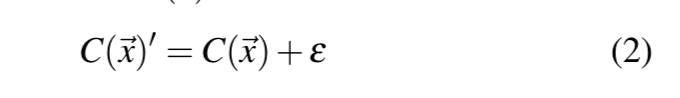 C(x⃗)′ = C(x⃗) + ε (2)